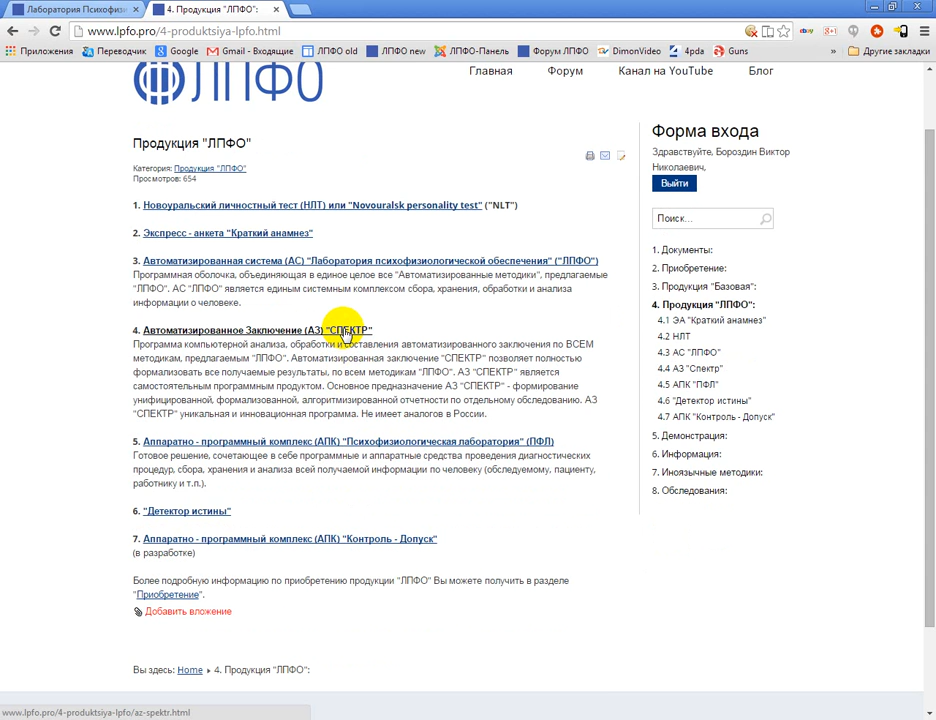 Лаборатория Психофизи
4. Продукция "ЛПФО":
www.lpfo.pro/4-produktsiya-lpfo.html
Приложения
Переводчик
Google
Gmail - Входящие
ЛПФО old
ЛПФО new
ЛПФО-Панель
Форум ЛПФО
DimonVideo
4pda
Guns
»
Другие закладки
ЛПФО
Главная
Форум
Канал на YouTube
Блог
Продукция "ЛПФО"
Категория: Продукция "ЛПФО"
Просмотров: 654
1. Новоуральский личностный тест (НЛТ) или "Novouralsk personality test" ("NLT")
2. Экспресс - анкета "Краткий анамнез"
3. Автоматизированная система (АС) "Лаборатория психофизиологической обеспечения" ("ЛПФО")
Программная оболочка, объединяющая в единое целое все "Автоматизированные методики", предлагаемые
"ЛПФО". АС "ЛПФО" является единым системным комплексом сбора, хранения, обработки и анализа
информации о человеке.
4. Автоматизированное Заключение (АЗ) "СПЕКТР"
Программа компьютерной анализа, обработки и составления автоматизированного заключения по ВСЕМ
методикам, предлагаемым "ЛПФО". Автоматизированная заключение "СПЕКТР" позволяет полностью
формализовать все получаемые результаты, по всем методикам "ЛПФО". АЗ "СПЕКТР" является
самостоятельным программным продуктом. Основное предназначение АЗ "СПЕКТР" - формирование
унифицированной, формализованной, алгоритмизированной отчетности по отдельному обследованию. АЗ
"СПЕКТР" уникальная и инновационная программа. Не имеет аналогов в России.
5. Аппаратно - программный комплекс (АПК) "Психофизиологическая лаборатория" (ПФЛ)
Готовое решение, сочетающее в себе программные и аппаратные средства проведения диагностических
процедур, сбора, хранения и анализа всей получаемой информации по человеку (обследуемому, пациенту,
работнику и т.п.).
6. "Детектор истины"
7. Аппаратно - программный комплекс (АПК) "Контроль - Допуск"
(в разработке)
Более подробную информацию по приобретению продукции "ЛПФО" Вы можете получить в разделе
"Приобретение".
Добавить вложение
Вы здесь: Home 4. Продукция "ЛПФО":
Форма входа
Здравствуйте, Бороздин Виктор
Николаевич,
Выйти
Поиск...
1. Документы:
2. Приобретение:
3. Продукция "Базовая":
4. Продукция "ЛПФО":
4.1 ЭА "Краткий анамнез"
4.2 НЛТ
4.3 АС "ЛПФО"
4.4 АЗ "Спектр"
4.5 АПК "ПФЛ"
4.6 "Детектор истины"
4.7 АПК "Контроль - Допуск"
5. Демонстрация:
6. Информация:
7. Иноязычные методики:
8. Обследования:
www.lpfo.pro/4-produktsiya-lpfo/az-spektr.html